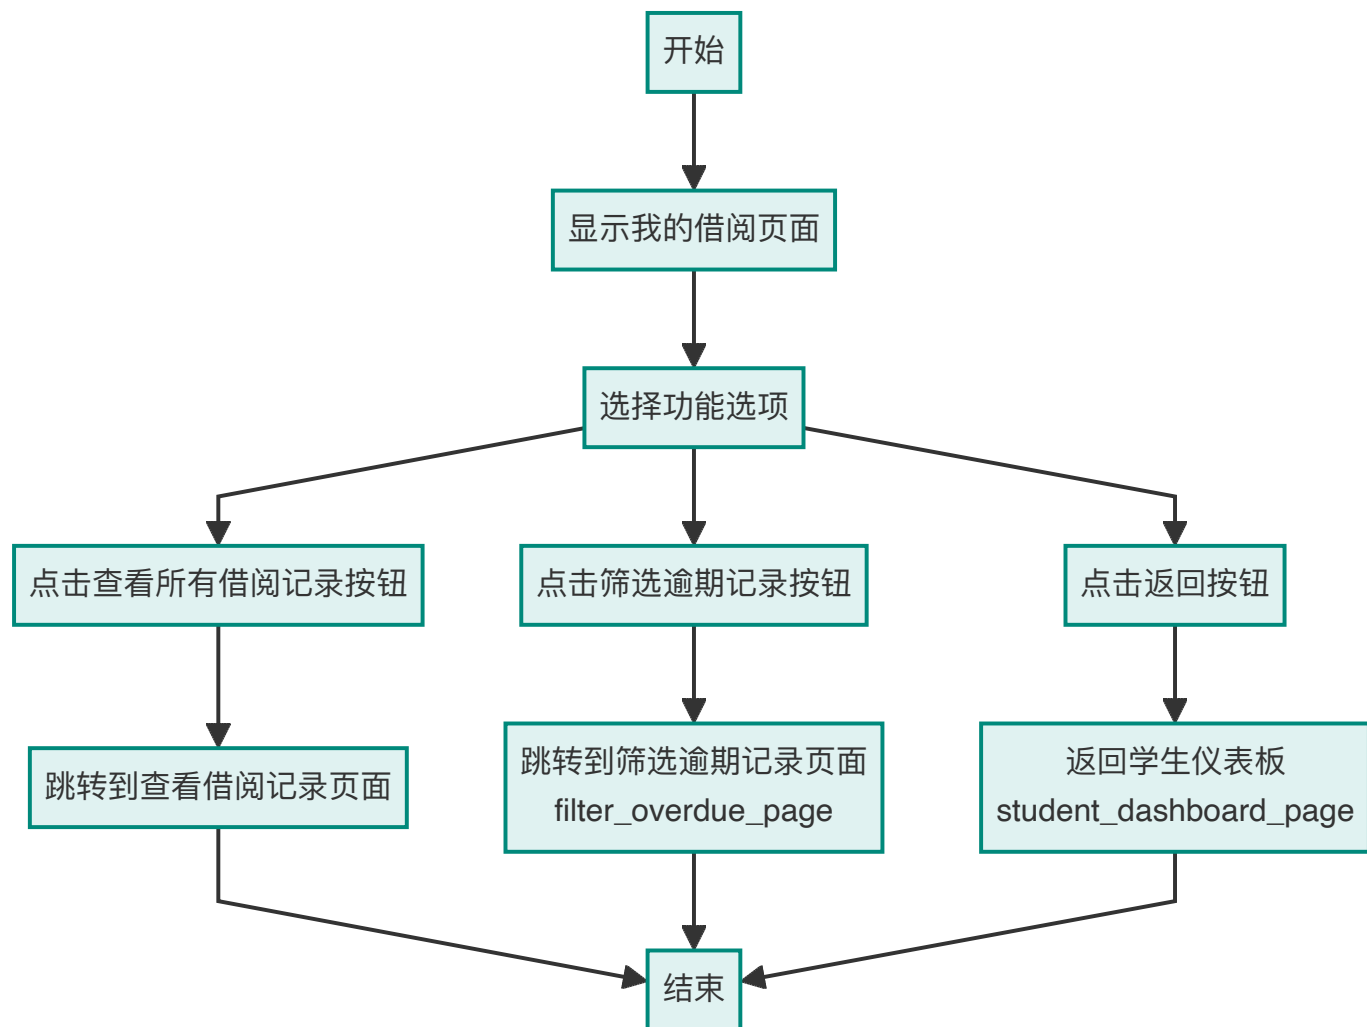 开始
显示我的借阅页面
选择功能选项
点击查看所有借阅记录按钮
点击筛选逾期记录按钮
点击返回按钮
跳转到查看借阅记录页面
跳转到筛选逾期记录页面
filter_overdue_page
返回学生仪表板
student_dashboard_page
结束